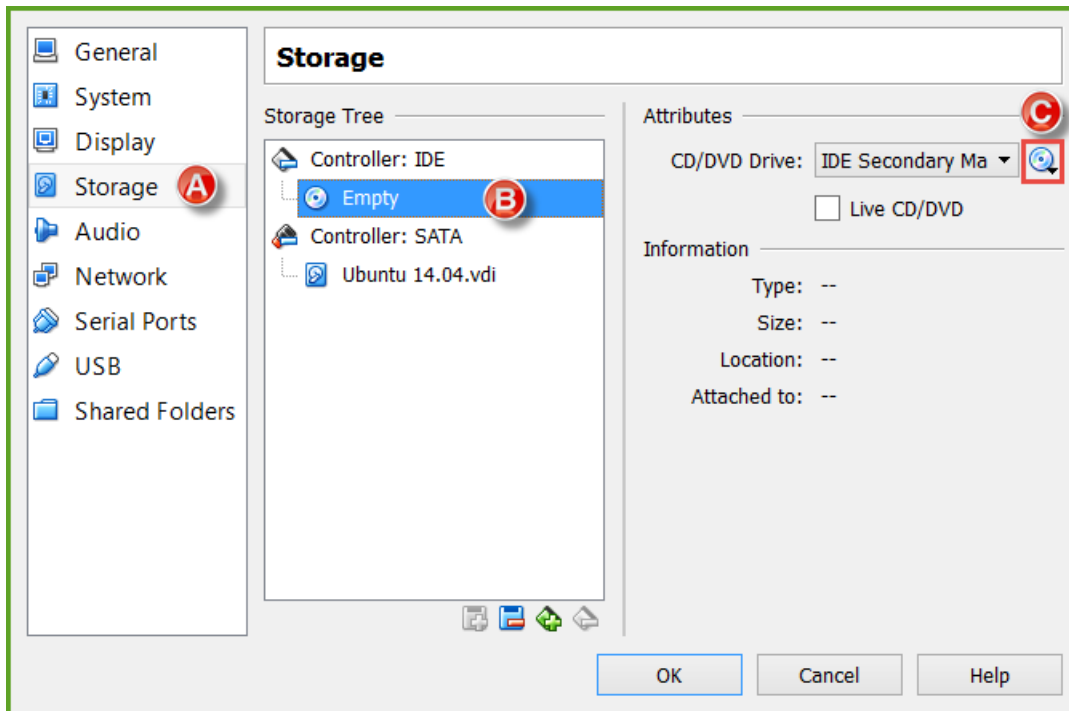 General
System
Display
Storage A
Audio
Network
Serial Ports
USB
Shared Folders
Storage
Storage Tree
Controller: IDE
Empty B
Controller: SATA
Ubuntu 14.04.vdi
Attributes C
CD/DVD Drive: IDE Secondary Ma
Live CD/DVD
Information
Type: --
Size: --
Location: --
Attached to: --
OK Cancel Help